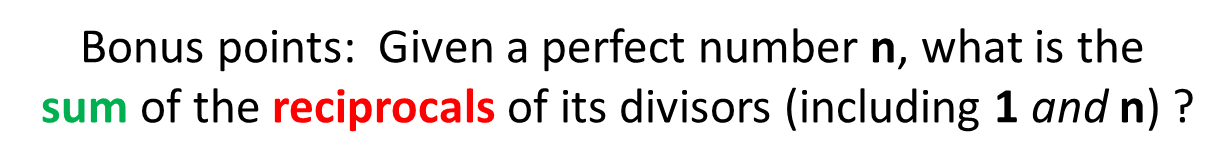 Bonus points:  Given a perfect number n, what is the
sum of the reciprocals of its divisors (including 1 and n) ?